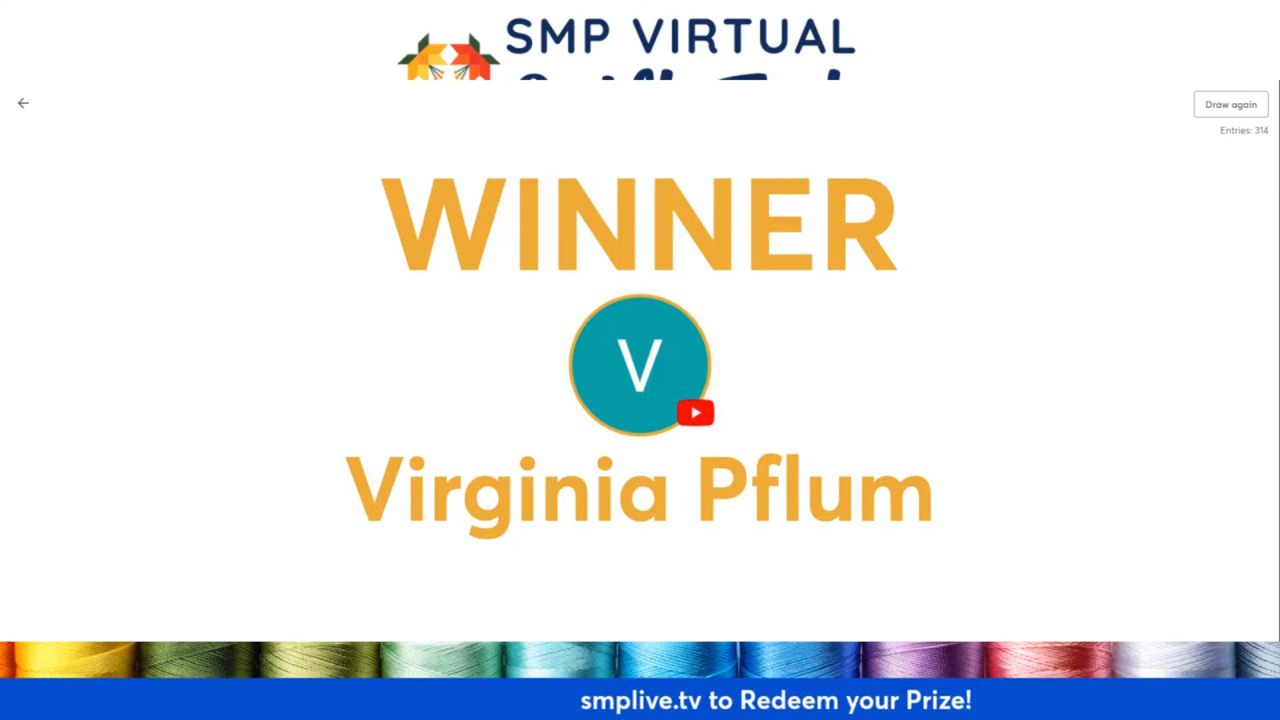 SMP VIRTUAL
Draw again
Entries: 314
WINNER
V
Virginia Pflum
smplive.tv to Redeem your Prize!